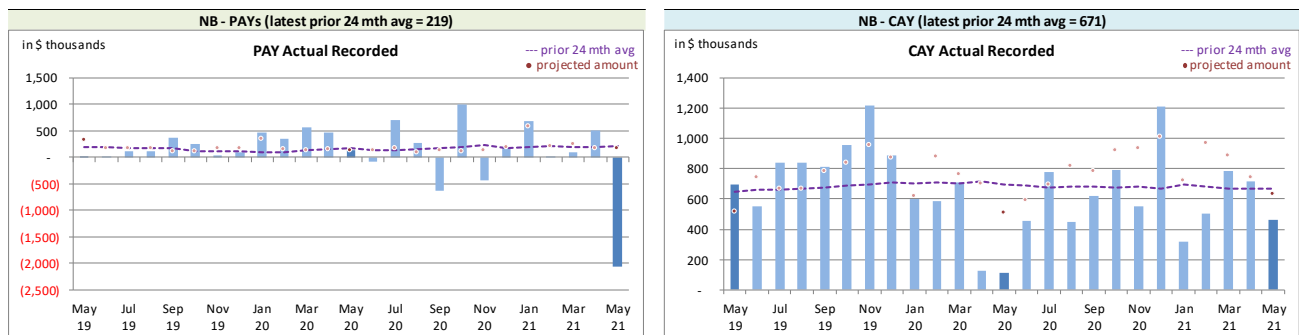 NB - PAYs (latest prior 24 mth avg = 219)
in $ thousands
PAY Actual Recorded
--- prior 24 mth avg
• projected amount
1,500
1,000
500
-
(500)
(1,000)
(1,500)
(2,000)
(2,500)
May Jul Sep Nov Jan Mar May Jul Sep Nov Jan Mar May
19 19 19 19 20 20 20 20 20 20 21 21 21
NB - CAY (latest prior 24 mth avg = 671)
in $ thousands
CAY Actual Recorded
--- prior 24 mth avg
• projected amount
1,400
1,200
1,000
800
600
400
200
-
May Jul Sep Nov Jan Mar May Jul Sep Nov Jan Mar May
19 19 19 19 20 20 20 20 20 20 21 21 21